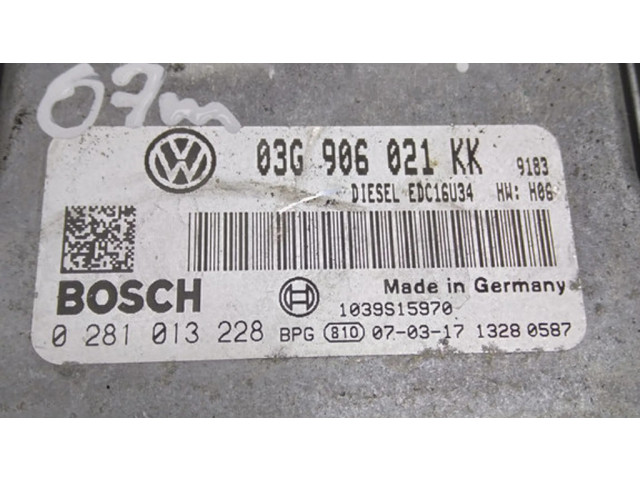 07m
03G 906 021 KK 9183
DIESEL EDC16U34 HW: H08
BOSCH Made in Germany
1039S15970
0 281 013 228 BPG 810 07-03-17 1328 0587